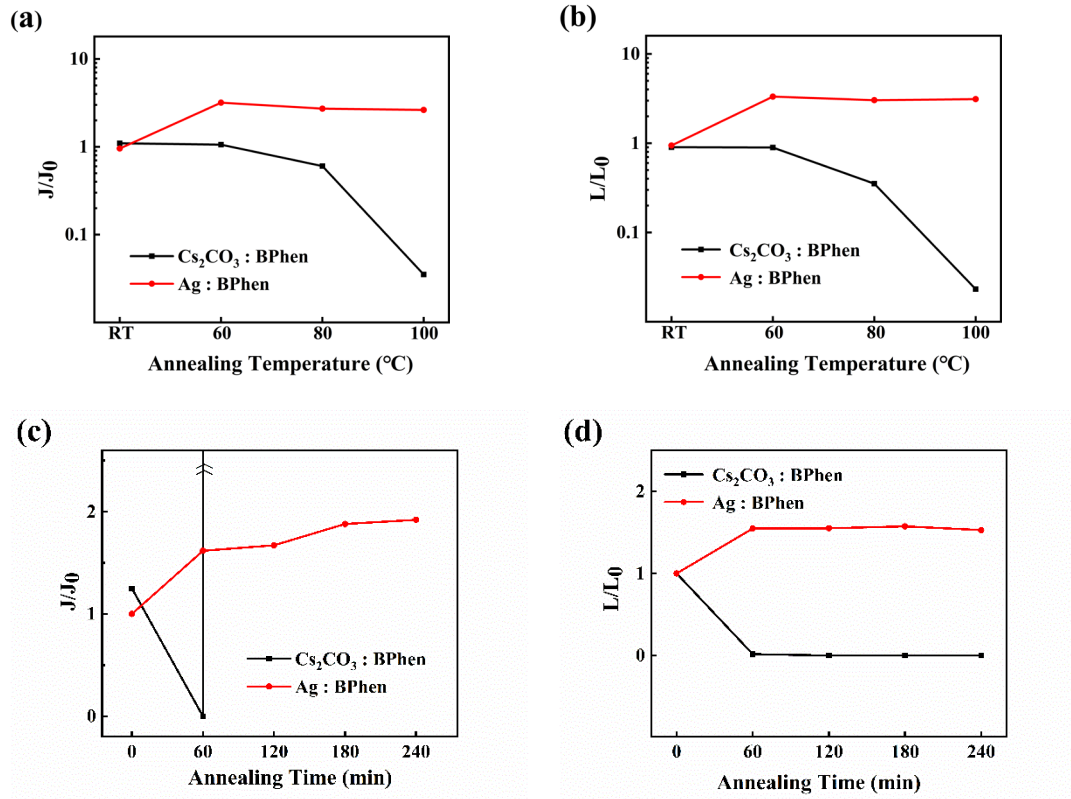 (a)
10
1
0.1
J/J₀
Cs₂CO₃ : BPhen
Ag : BPhen
RT 60 80 100
Annealing Temperature (°C)
(b)
10
1
0.1
L/L₀
Cs₂CO₃ : BPhen
Ag : BPhen
RT 60 80 100
Annealing Temperature (°C)
(c)
2
1
0
J/J₀
Cs₂CO₃ : BPhen
Ag : BPhen
0 60 120 180 240
Annealing Time (min)
(d)
Cs₂CO₃ : BPhen
Ag : BPhen
2
1
0
L/L₀
0 60 120 180 240
Annealing Time (min)